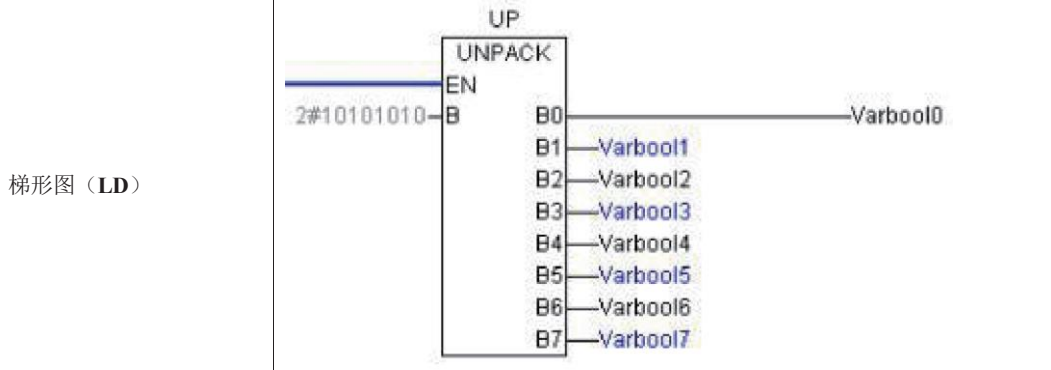 UP
UNPACK
EN
2#10101010 B B0 Varbool0
B1 Varbool1
B2 Varbool2
梯形图（LD） B3 Varbool3
B4 Varbool4
B5 Varbool5
B6 Varbool6
B7 Varbool7